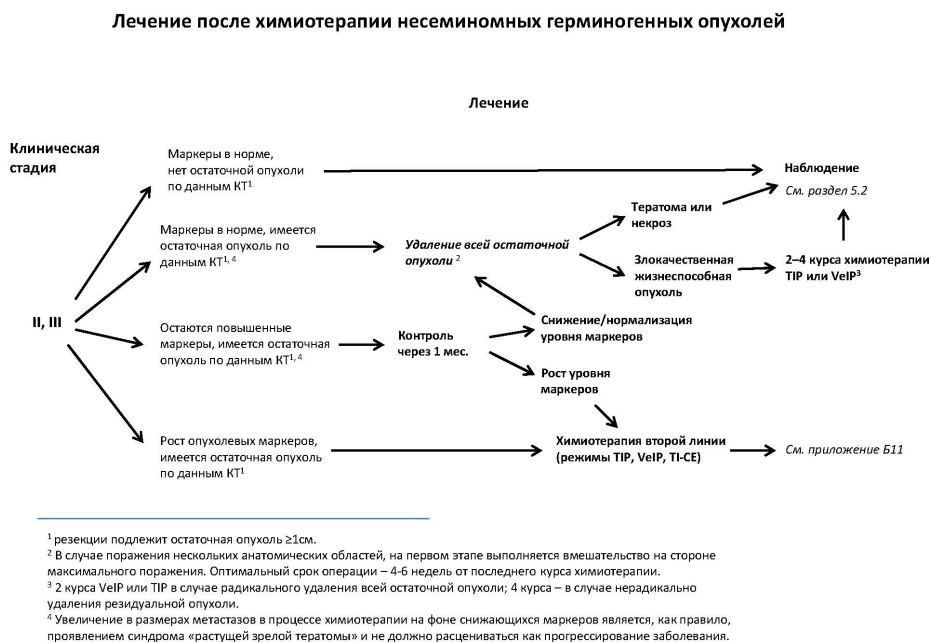 Лечение после химиотерапии несеминомных герминогенных опухолей
Лечение
Клиническая
стадия
II, III
Маркеры в норме,
нет остаточной опухоли
по данным КТ¹
Наблюдение
См. раздел 5.2
Маркеры в норме, имеется
остаточная опухоль по
данным КТ¹, ⁴
Удаление всей остаточной
опухоли ²
Тератома или
некроз
Злокачественная
жизнеспособная
опухоль
2–4 курса химиотерапии
TIP или VeIP³
Остаются повышенные
маркеры, имеется остаточная
опухоль по данным КТ¹, ⁴
Контроль
через 1 мес.
Снижение/нормализация
уровня маркеров
Рост уровня
маркеров
Рост опухолевых маркеров,
имеется остаточная опухоль
по данным КТ¹
Химиотерапия второй линии
(режимы TIP, VeIP, TI-CE)
См. приложение Б11
¹ резекции подлежит остаточная опухоль ≥1см.
² В случае поражения нескольких анатомических областей, на первом этапе выполняется вмешательство на стороне
максимального поражения. Оптимальный срок операции – 4-6 недель от последнего курса химиотерапии.
³ 2 курса VeIP или TIP в случае радикального удаления всей остаточной опухоли; 4 курса – в случае нерадикально
удаления резидуальной опухоли.
⁴ Увеличение в размерах метастазов в процессе химиотерапии на фоне снижающихся маркеров является, как правило,
проявлением синдрома «растущей зрелой тератомы» и не должно расцениваться как прогрессирование заболевания.